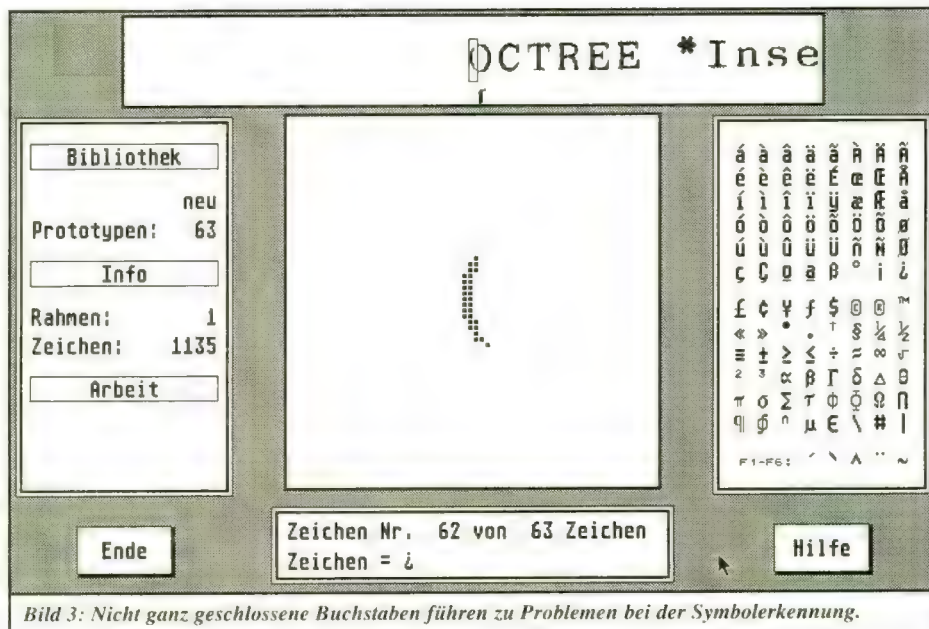 OCTREE *Inse
Bibliothek
neu
Prototypen: 63
Info
Rahmen: 1
Zeichen: 1135
Arbeit
á à â ä ã À Ä Ã
é è ê ë É œ Œ Å
í ì î ï ÿ æ Æ å
ó ò ô ö õ Ö Õ ø
ú ù û ü Ü ñ Ñ Ø
ç Ç º ª ß ° ¡ ¿
£ ¢ ¥ ƒ $ © ® ™
« » • . † § ¼ ½
≡ ± ≥ ≤ ÷ ≈ ∞ √
² ³ α β Γ δ Δ θ
π σ Σ τ Φ Ω ∏
¶ ∩ µ ∈ \ # |
F1-F6: ´ ` ^ ¨ ~
Ende
Zeichen Nr. 62 von 63 Zeichen
Zeichen = ¿
Hilfe
Bild 3: Nicht ganz geschlossene Buchstaben führen zu Problemen bei der Symbolerkennung.